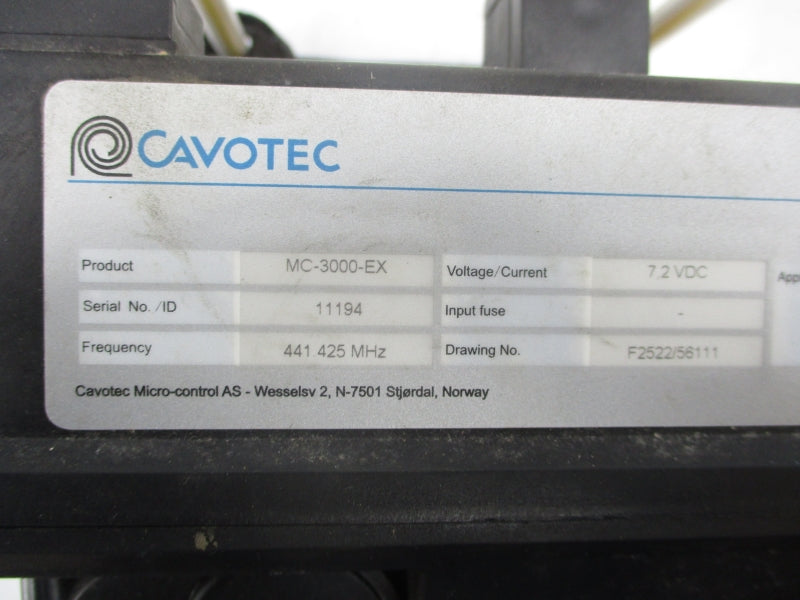 CAVOTEC
Product MC-3000-EX Voltage/Current 7.2 VDC
Serial No./ID 11194 Input fuse -
Frequency 441.425 MHz Drawing No. F2522/56111
Cavotec Micro-control AS - Wesselsv 2, N-7501 Stjørdal, Norway